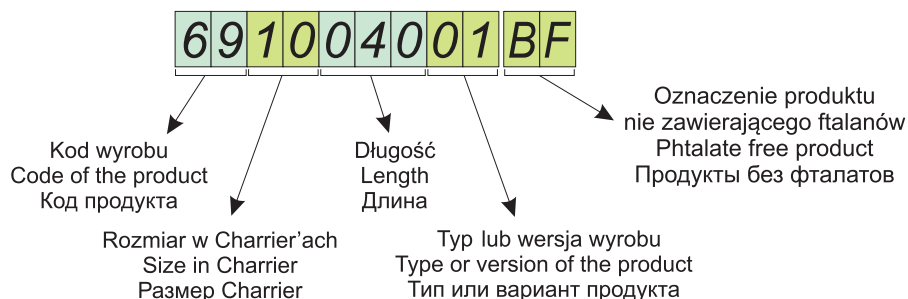 691004001BF
Kod wyrobu
Code of the product
Код продукта
Rozmiar w Charrier'ach
Size in Charrier
Размер Charrier
Długość
Length
Длина
Typ lub wersja wyrobu
Type or version of the product
Тип или вариант продукта
Oznaczenie produktu
nie zawierającego ftalanów
Phtalate free product
Продукты без фталатов